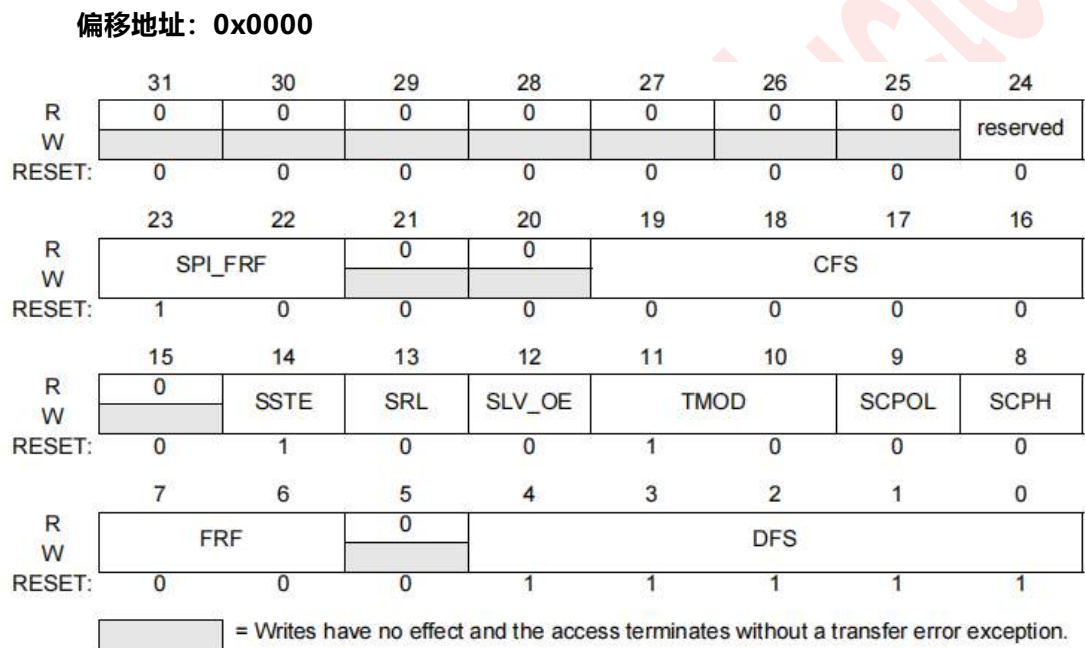 偏移地址：0x0000
31 30 29 28 27 26 25 24
R 0 0 0 0 0 0 0 reserved
W
RESET: 0 0 0 0 0 0 0 0
23 22 21 20 19 18 17 16
R SPI_FRF 0 0 CFS
W
RESET: 1 0 0 0 0 0 0 0
15 14 13 12 11 10 9 8
R 0 SSTE SRL SLV_OE TMOD SCPOL SCPH
W
RESET: 0 1 0 0 1 0 0 0
7 6 5 4 3 2 1 0
R FRF 0 DFS
W
RESET: 0 0 0 1 1 1 1 1
= Writes have no effect and the access terminates without a transfer error exception.